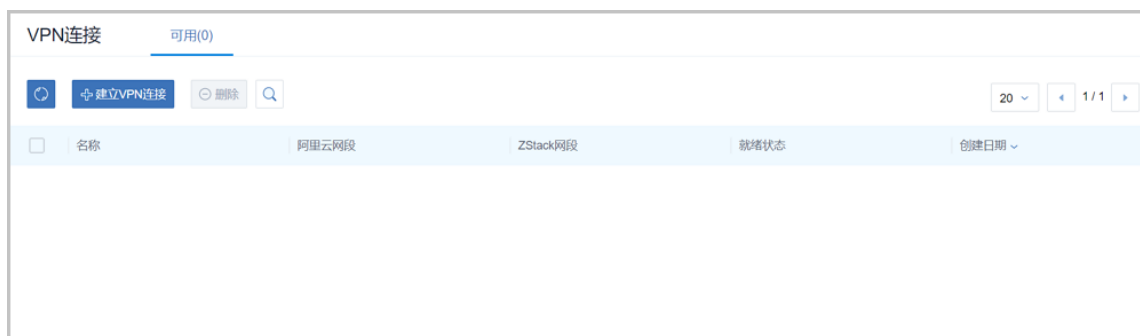 VPN连接 可用(0)
建立VPN连接 删除 20 1 / 1
名称 阿里云网段 ZStack网段 就绪状态 创建日期